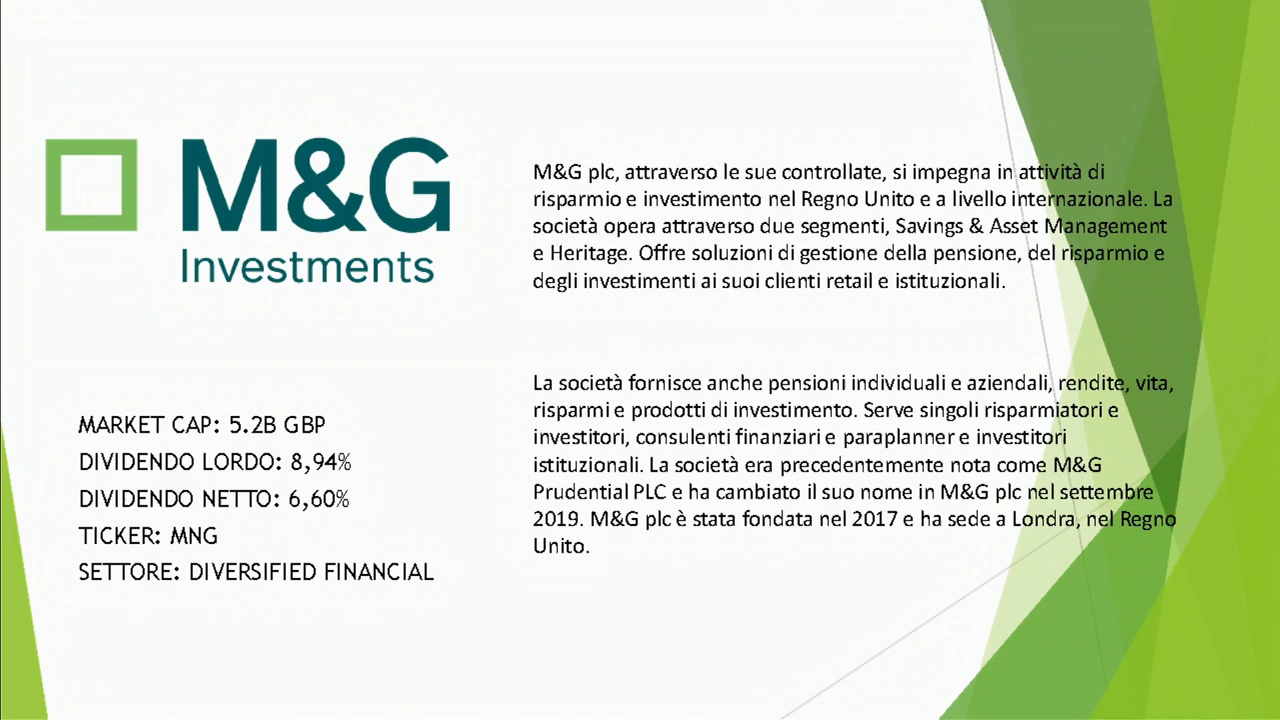 M&G
Investments
M&G plc, attraverso le sue controllate, si impegna in attività di
risparmio e investimento nel Regno Unito e a livello internazionale. La
società opera attraverso due segmenti, Savings & Asset Management
e Heritage. Offre soluzioni di gestione della pensione, del risparmio e
degli investimenti ai suoi clienti retail e istituzionali.
La società fornisce anche pensioni individuali e aziendali, rendite, vita,
risparmi e prodotti di investimento. Serve singoli risparmiatori e
investitori, consulenti finanziari e paraplanner e investitori
istituzionali. La società era precedentemente nota come M&G
Prudential PLC e ha cambiato il suo nome in M&G plc nel settembre
2019. M&G plc è stata fondata nel 2017 e ha sede a Londra, nel Regno
Unito.
MARKET CAP: 5.2B GBP
DIVIDENDO LORDO: 8,94%
DIVIDENDO NETTO: 6,60%
TICKER: MNG
SETTORE: DIVERSIFIED FINANCIAL